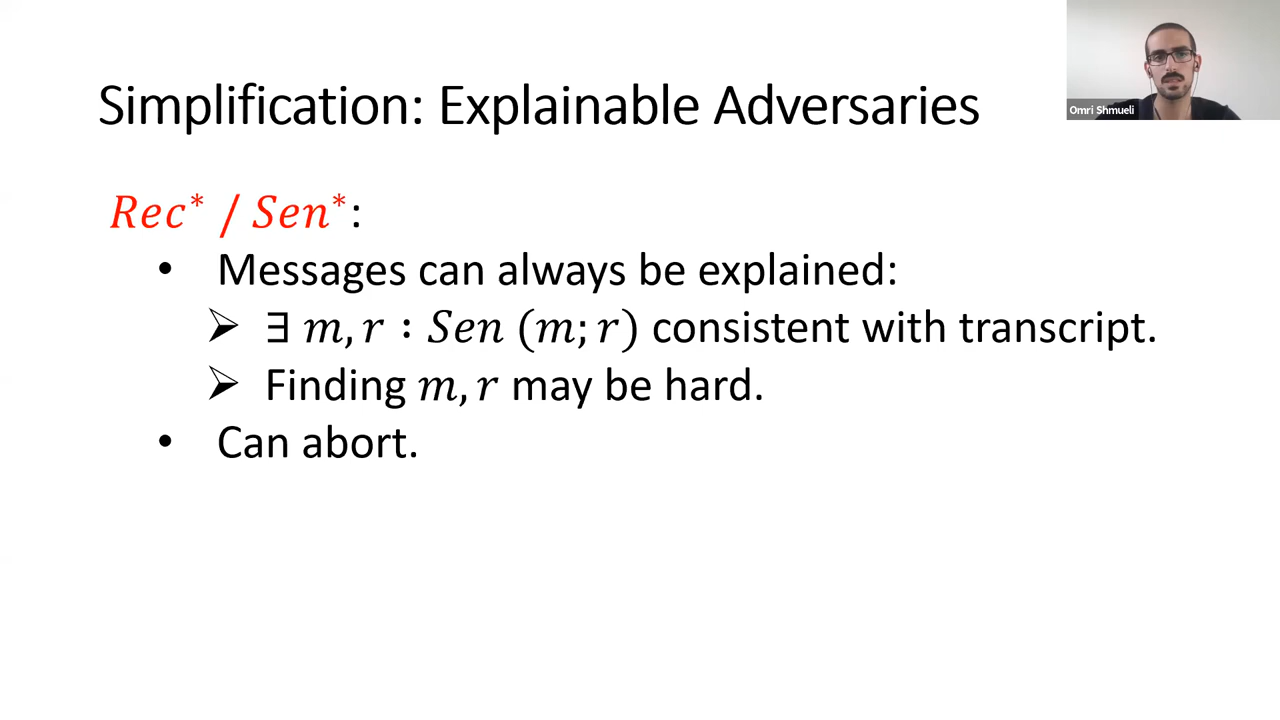 Simplification: Explainable Adversaries
Omri Shmueli
Rec* / Sen*:
• Messages can always be explained:
➢ ∃ m, r : Sen (m; r) consistent with transcript.
➢ Finding m, r may be hard.
• Can abort.